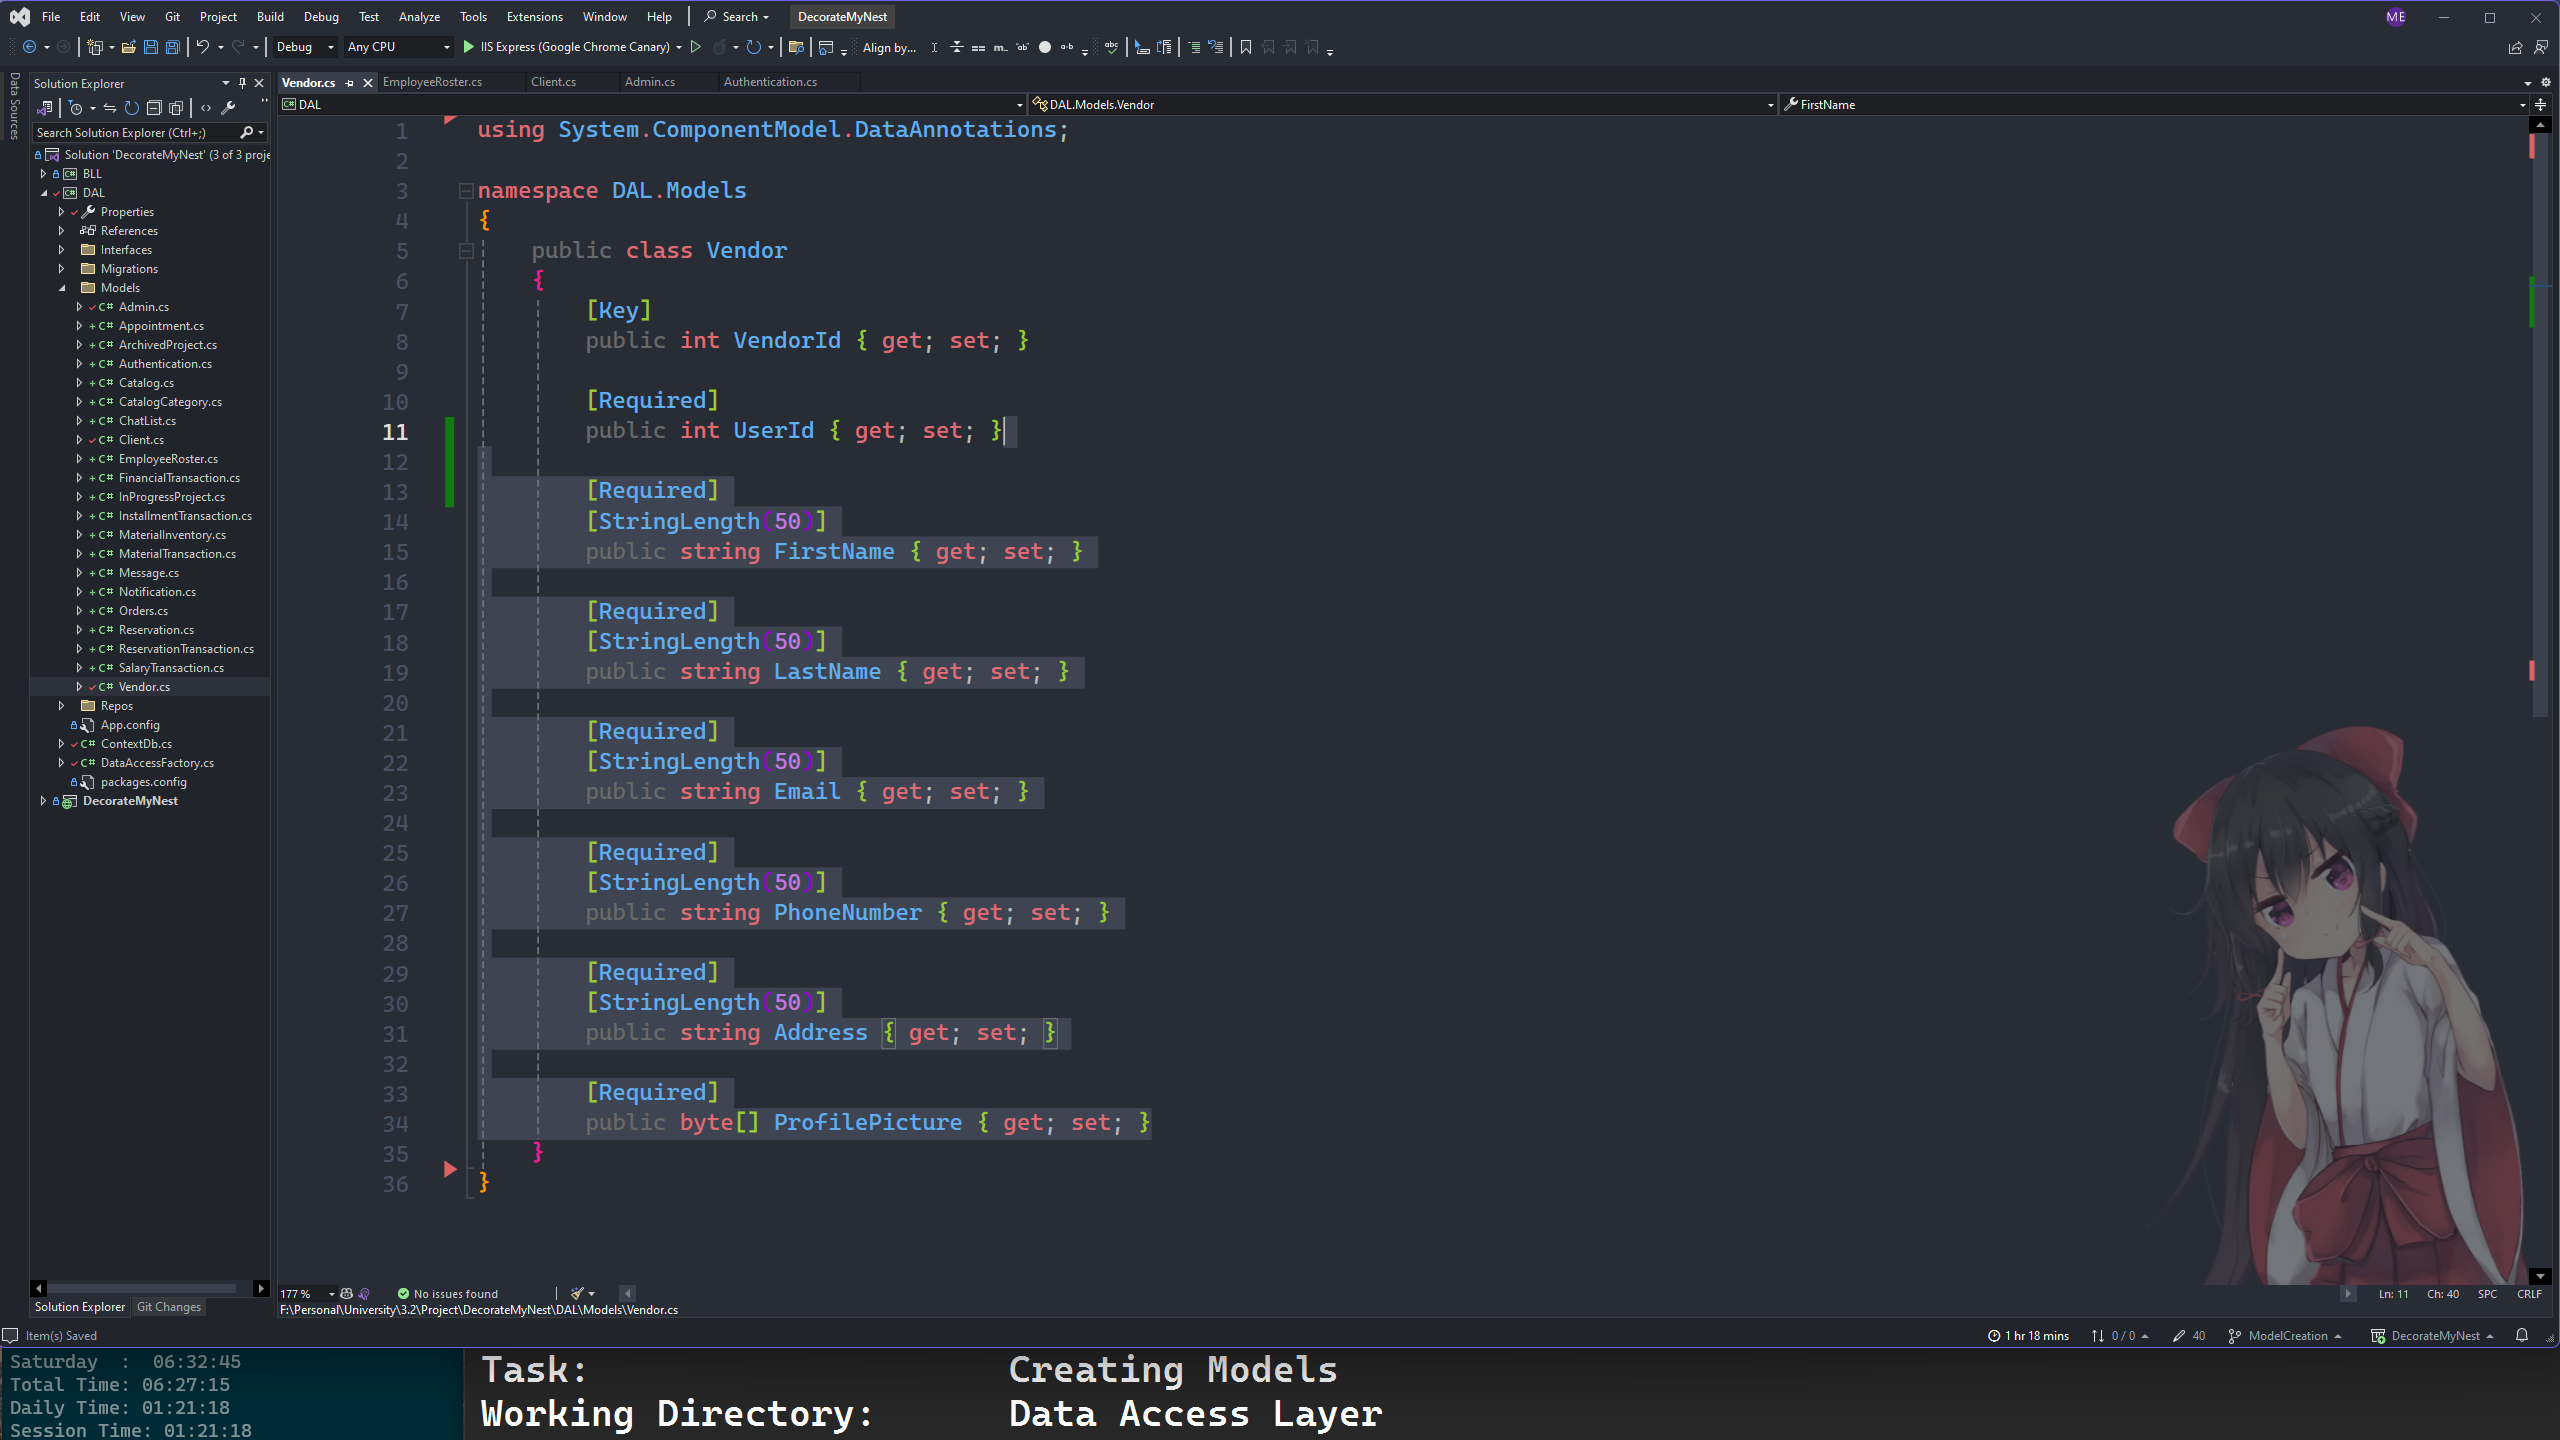 File Edit View Git Project Build Debug Test Analyze Tools Extensions Window Help Search DecorateMyNest ME
Debug Any CPU IIS Express (Google Chrome Canary) Align by...
Data Sources
Solution Explorer
Search Solution Explorer (Ctrl+;)
Solution 'DecorateMyNest' (3 of 3 proje
BLL
DAL
Properties
References
Interfaces
Migrations
Models
C# Admin.cs
C# Appointment.cs
C# ArchivedProject.cs
C# Authentication.cs
C# Catalog.cs
C# CatalogCategory.cs
C# ChatList.cs
C# Client.cs
C# EmployeeRoster.cs
C# FinancialTransaction.cs
C# InProgressProject.cs
C# InstallmentTransaction.cs
C# MaterialInventory.cs
C# MaterialTransaction.cs
C# Message.cs
C# Notification.cs
C# Orders.cs
C# Reservation.cs
C# ReservationTransaction.cs
C# SalaryTransaction.cs
C# Vendor.cs
Repos
App.config
C# ContextDb.cs
C# DataAccessFactory.cs
packages.config
DecorateMyNest
Solution Explorer Git Changes
Vendor.cs EmployeeRoster.cs Client.cs Admin.cs Authentication.cs
DAL DAL.Models.Vendor FirstName
1 using System.ComponentModel.DataAnnotations;
2
3 namespace DAL.Models
4 {
5 public class Vendor
6 {
7 [Key]
8 public int VendorId { get; set; }
9
10 [Required]
11 public int UserId { get; set; }
12
13 [Required]
14 [StringLength(50)]
15 public string FirstName { get; set; }
16
17 [Required]
18 [StringLength(50)]
19 public string LastName { get; set; }
20
21 [Required]
22 [StringLength(50)]
23 public string Email { get; set; }
24
25 [Required]
26 [StringLength(50)]
27 public string PhoneNumber { get; set; }
28
29 [Required]
30 [StringLength(50)]
31 public string Address { get; set; }
32
33 [Required]
34 public byte[] ProfilePicture { get; set; }
35 }
36 }
177 % No issues found Ln: 11 Ch: 40 SPC CRLF
F:\Personal\University\3.2\Project\DecorateMyNest\DAL\Models\Vendor.cs
Item(s) Saved 1 hr 18 mins 0 / 0 40 ModelCreation DecorateMyNest
Saturday : 06:32:45
Total Time: 06:27:15
Daily Time: 01:21:18
Session Time: 01:21:18
Task: Creating Models
Working Directory: Data Access Layer